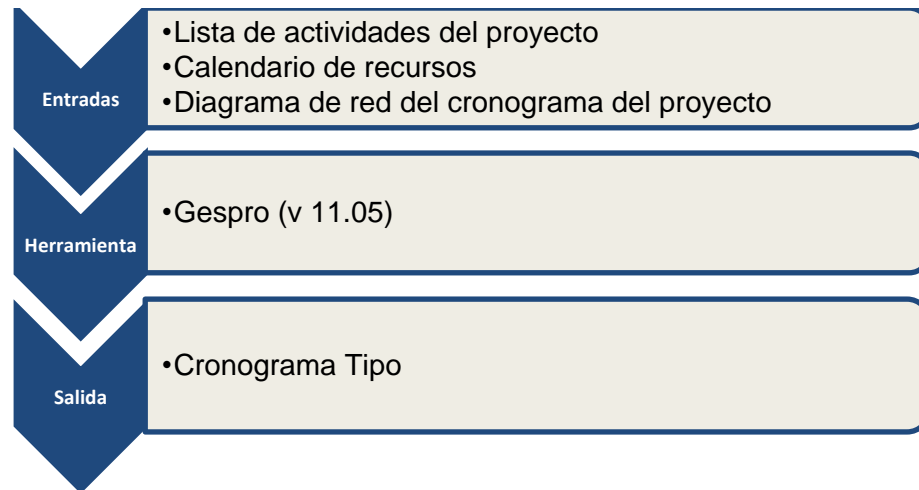 Entradas
•Lista de actividades del proyecto
•Calendario de recursos
•Diagrama de red del cronograma del proyecto
Herramienta
•Gespro (v 11.05)
Salida
•Cronograma Tipo